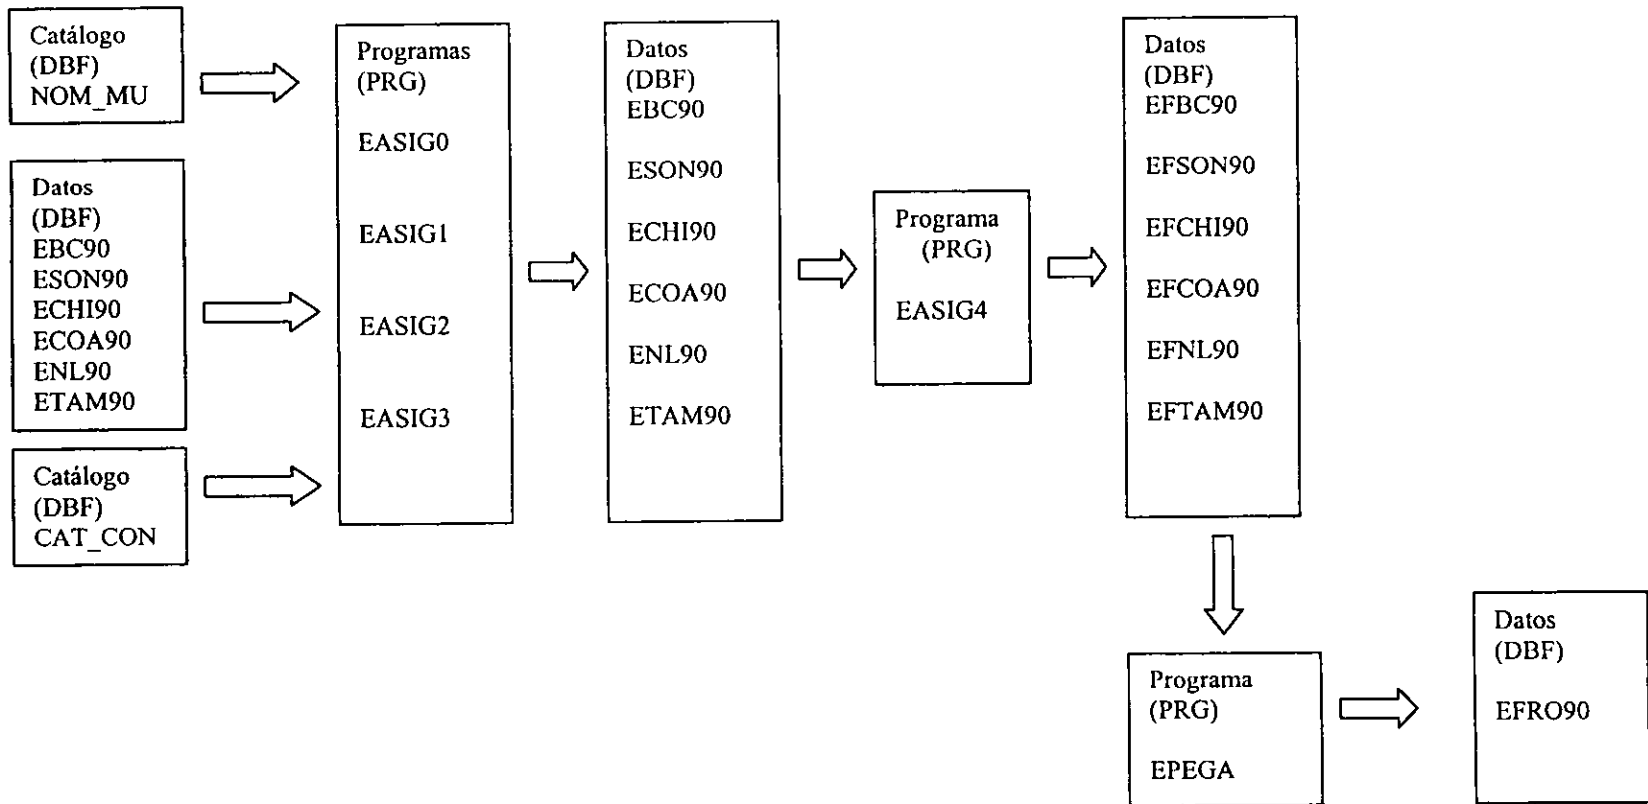 Catálogo
(DBF)
NOM_MU
Datos
(DBF)
EBC90
ESON90
ECHI90
ECOA90
ENL90
ETAM90
Catálogo
(DBF)
CAT_CON
Programas
(PRG)
EASIG0
EASIG1
EASIG2
EASIG3
Datos
(DBF)
EBC90
ESON90
ECHI90
ECOA90
ENL90
ETAM90
Programa
(PRG)
EASIG4
Datos
(DBF)
EFBC90
EFSON90
EFCHI90
EFCOA90
EFNL90
EFTAM90
Programa
(PRG)
EPEGA
Datos
(DBF)
EFRO90